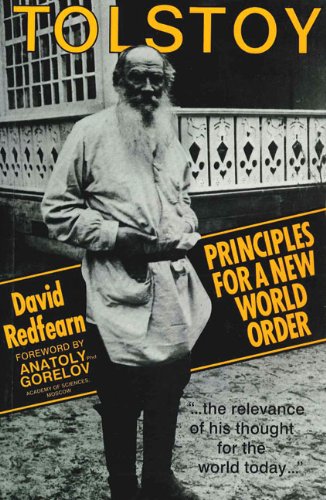 TOLSTOY
PRINCIPLES
FOR A NEW
WORLD
ORDER
David
Redfearn
FOREWORD BY
ANATOLY PhD
GORELOV
ACADEMY OF SCIENCES,
MOSCOW
"...the relevance
of his thought
for the
world today..."